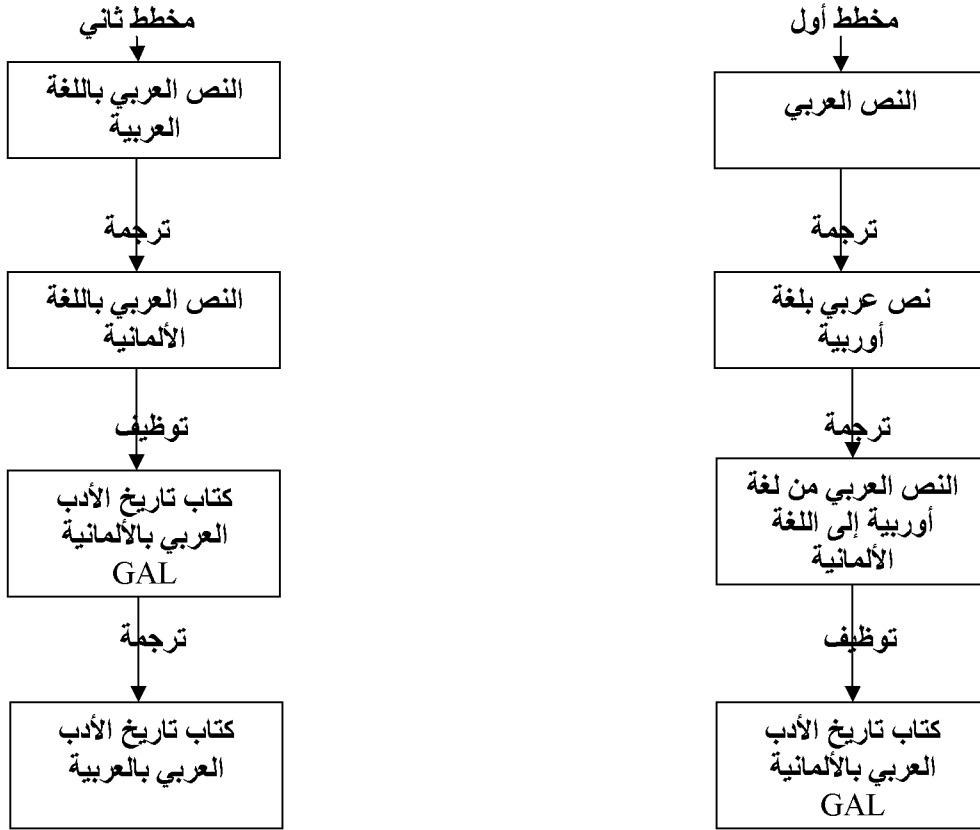 مخطط أول
النص العربي
ترجمة
نص عربي بلغة
أوربية
ترجمة
النص العربي من لغة
أوربية إلى اللغة
الألمانية
توظيف
كتاب تاريخ الأدب
العربي بالألمانية
GAL
مخطط ثاني
النص العربي باللغة
العربية
ترجمة
النص العربي باللغة
الألمانية
توظيف
كتاب تاريخ الأدب
العربي بالألمانية
GAL
ترجمة
كتاب تاريخ الأدب
العربي بالعربية